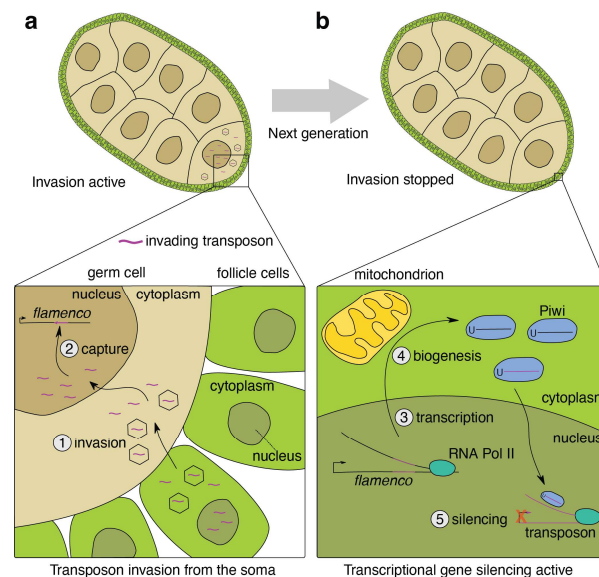 a
b
Next generation
Invasion active
Invasion stopped
invading transposon
germ cell
follicle cells
nucleus
cytoplasm
flamenco
2 capture
cytoplasm
1 invasion
nucleus
Transposon invasion from the soma
mitochondrion
Piwi
U
U
U
4 biogenesis
cytoplasm
3 transcription
nucleus
RNA Pol II
flamenco
5 silencing
transposon
Transcriptional gene silencing active